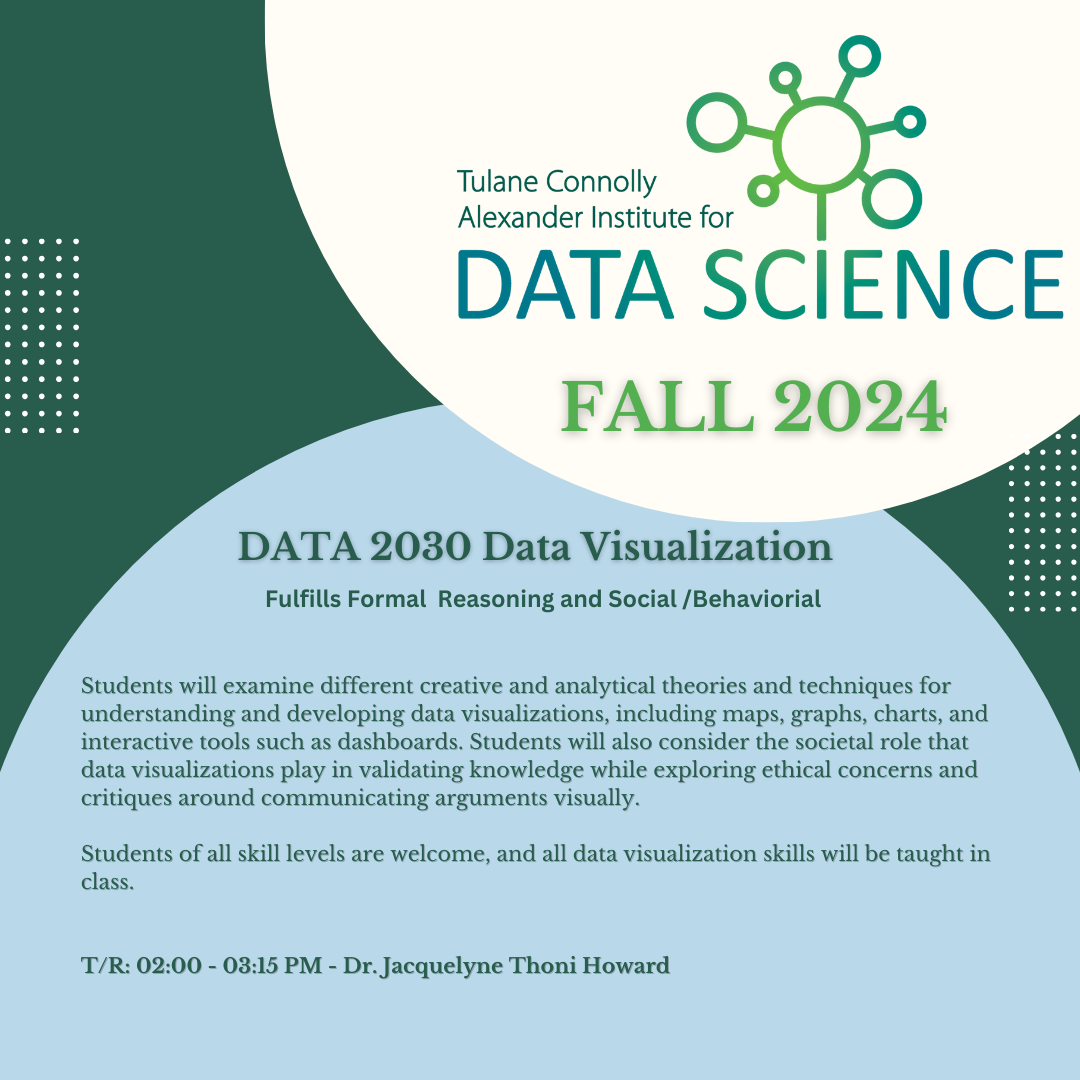 Tulane Connolly
Alexander Institute for
DATA SCIENCE
FALL 2024
DATA 2030 Data Visualization
Fulfills Formal  Reasoning and Social /Behaviorial
Students will examine different creative and analytical theories and techniques for
understanding and developing data visualizations, including maps, graphs, charts, and
interactive tools such as dashboards. Students will also consider the societal role that
data visualizations play in validating knowledge while exploring ethical concerns and
critiques around communicating arguments visually.
Students of all skill levels are welcome, and all data visualization skills will be taught in
class.
T/R: 02:00 - 03:15 PM - Dr. Jacquelyne Thoni Howard